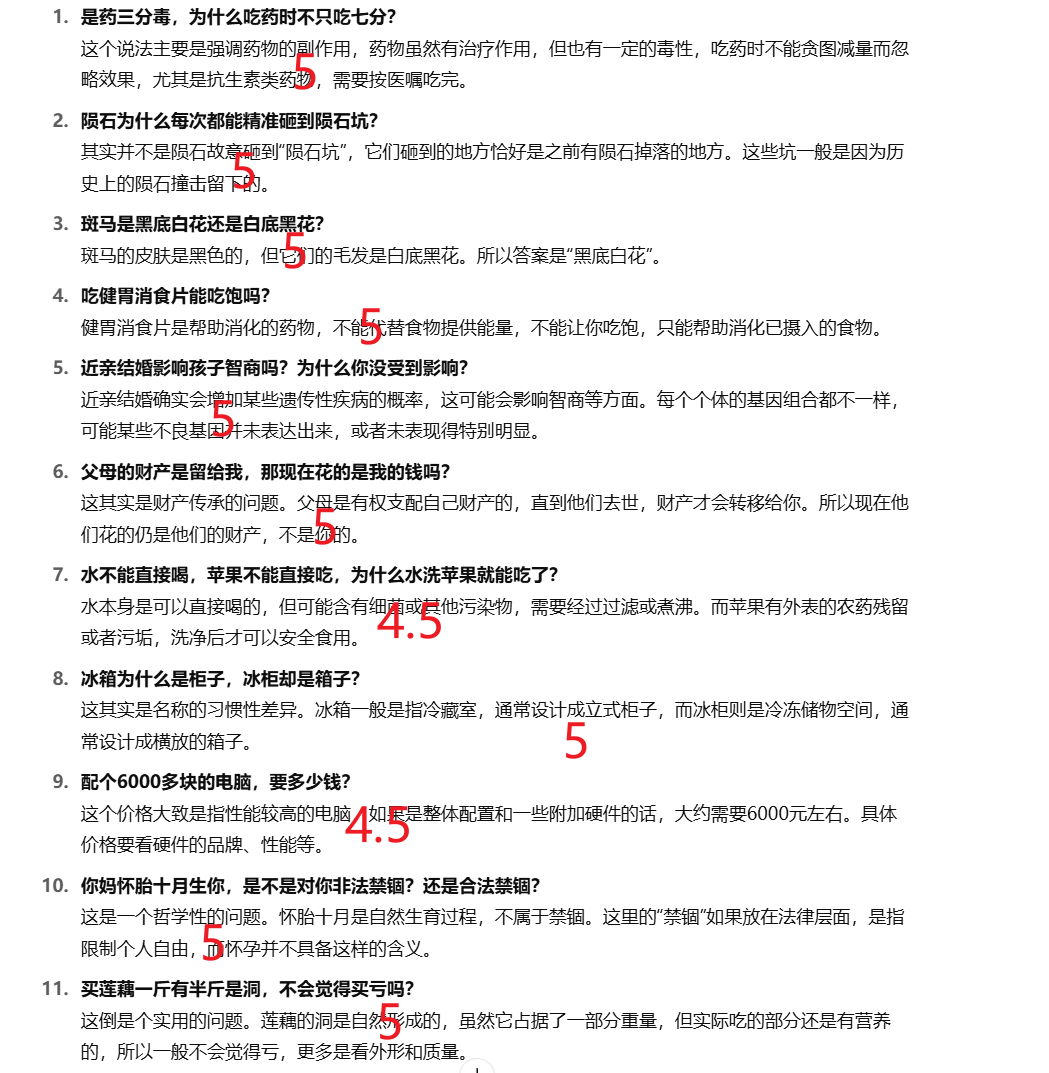 1. 是药三分毒，为什么吃药时不只吃七分？
这个说法主要是强调药物的副作用，药物虽然有治疗作用，但也有一定的毒性，吃药时不能贪图减量而忽
略效果，尤其是抗生素类药物，需要按医嘱吃完。
5
2. 陨石为什么每次都能精准砸到陨石坑？
其实并不是陨石故意砸到“陨石坑”，它们砸到的地方恰好是之前有陨石掉落的地方。这些坑一般是因为历
史上的陨石撞击留下的。
5
3. 斑马是黑底白花还是白底黑花？
斑马的皮肤是黑色的，但它们的毛发是白底黑花。所以答案是“黑底白花”。
5
4. 吃健胃消食片能吃饱吗？
健胃消食片是帮助消化的药物，不能代替食物提供能量，不能让你吃饱，只能帮助消化已摄入的食物。
5
5. 近亲结婚影响孩子智商吗？为什么你没受到影响？
近亲结婚确实会增加某些遗传性疾病的概率，这可能会影响智商等方面。每个个体的基因组合都不一样，
可能某些不良基因并未表达出来，或者未表现得特别明显。
5
6. 父母的财产是留给我，那现在花的是我的钱吗？
这其实是财产传承的问题。父母是有权支配自己财产的，直到他们去世，财产才会转移给你。所以现在他
们花的仍是他们的财产，不是你的。
5
7. 水不能直接喝，苹果不能直接吃，为什么水洗苹果就能吃了？
水本身是可以直接喝的，但可能含有细菌或其他污染物，需要经过过滤或煮沸。而苹果有外表的农药残留
或者污垢，洗净后才可以安全食用。
4.5
8. 冰箱为什么是柜子，冰柜却是箱子？
这其实是名称的习惯性差异。冰箱一般是指冷藏室，通常设计成立式柜子，而冰柜则是冷冻储物空间，通
常设计成横放的箱子。
5
9. 配个6000多块的电脑，要多少钱？
这个价格大致是指性能较高的电脑，如果是整体配置和一些附加硬件的话，大约需要6000元左右。具体
价格要看硬件的品牌、性能等。
4.5
10. 你妈怀胎十月生你，是不是对你非法禁锢？还是合法禁锢？
这是一个哲学性的问题。怀胎十月是自然生育过程，不属于禁锢。这里的“禁锢”如果放在法律层面，是指
限制个人自由，而怀孕并不具备这样的含义。
5
11. 买莲藕一斤有半斤是洞，不会觉得买亏吗？
这倒是个实用的问题。莲藕的洞是自然形成的，虽然它占据了一部分重量，但实际吃的部分还是有营养
的，所以一般不会觉得亏，更多是看外形和质量。
5